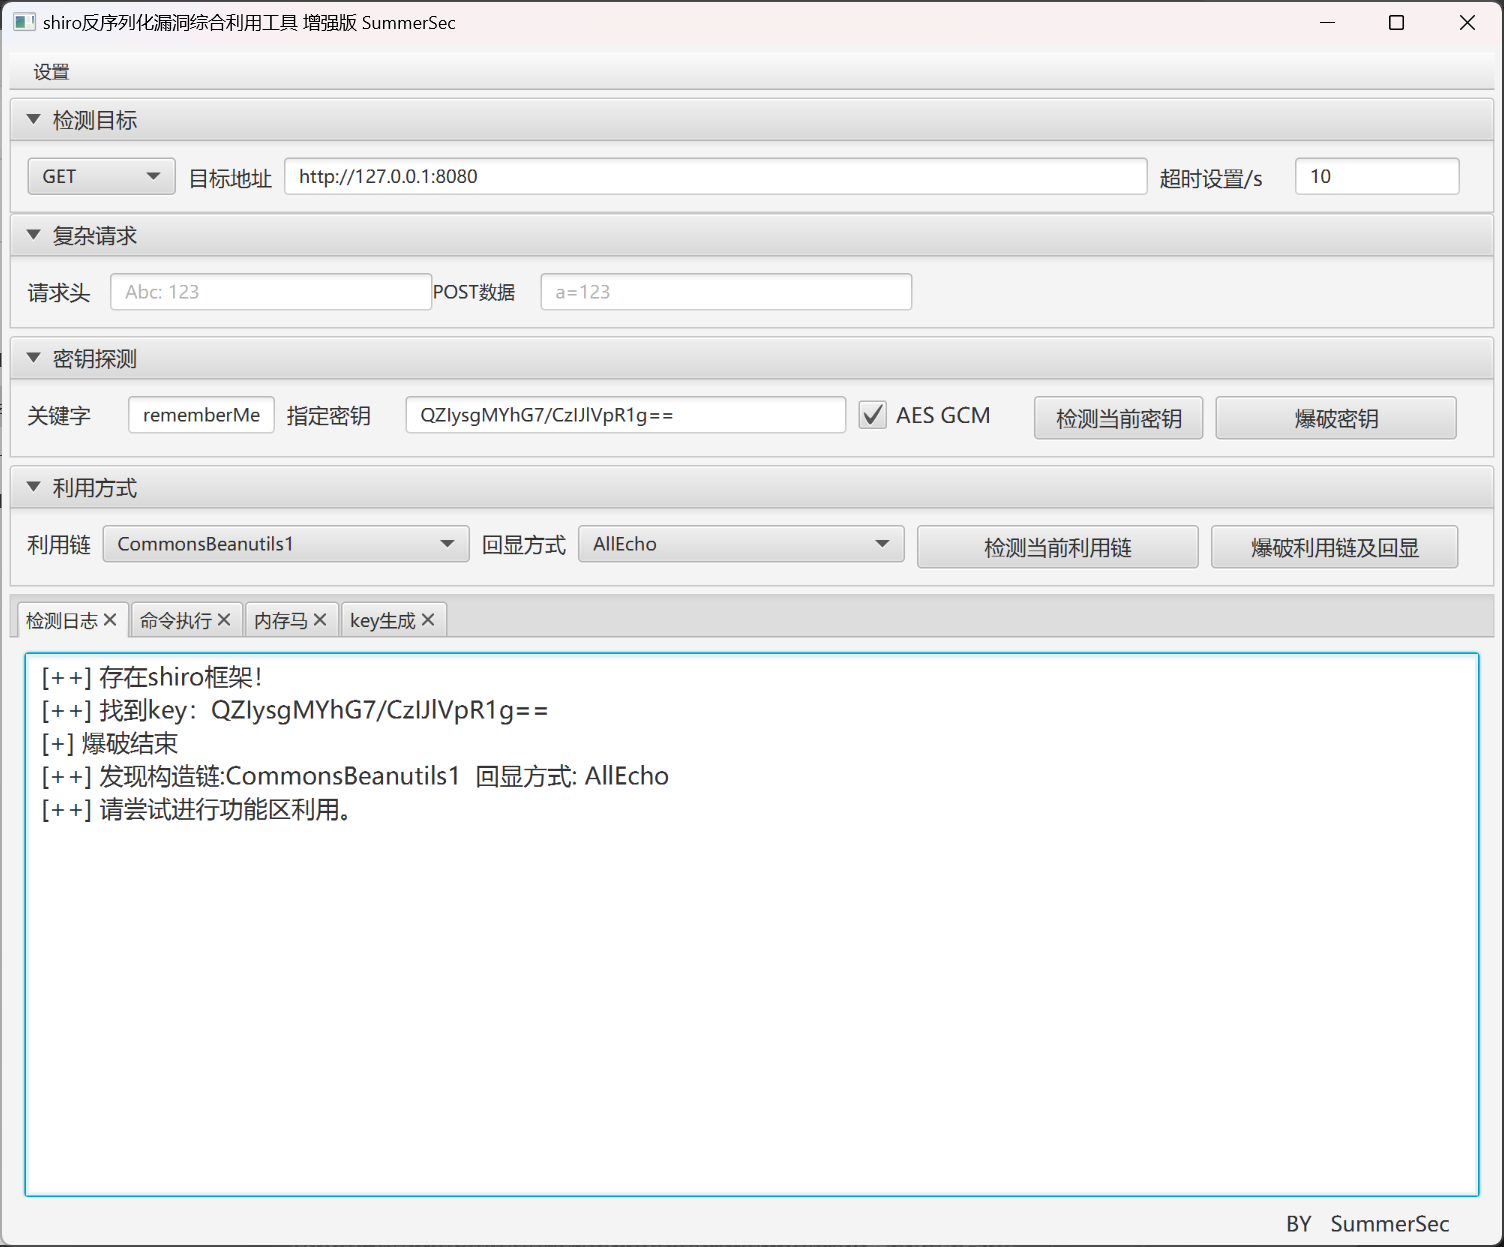 shiro反序列化漏洞综合利用工具 增强版 SummerSec
设置
检测目标
GET 目标地址 http://127.0.0.1:8080 超时设置/s 10
复杂请求
请求头 Abc: 123 POST数据 a=123
密钥探测
关键字 rememberMe 指定密钥 QZIysgMYhG7/CzIJlVpR1g== AES GCM 检测当前密钥 爆破密钥
利用方式
利用链 CommonsBeanutils1 回显方式 AllEcho 检测当前利用链 爆破利用链及回显
检测日志 命令执行 内存马 key生成
[++] 存在shiro框架！
[++] 找到key：QZIysgMYhG7/CzIJlVpR1g==
[+] 爆破结束
[++] 发现构造链:CommonsBeanutils1 回显方式: AllEcho
[++] 请尝试进行功能区利用。
BY SummerSec